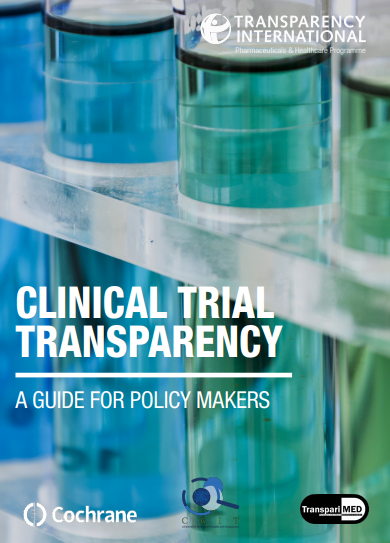 TRANSPARENCY
INTERNATIONAL
Pharmaceuticals & Healthcare Programme
CLINICAL TRIAL
TRANSPARENCY
A GUIDE FOR POLICY MAKERS
Cochrane
TranspariMED